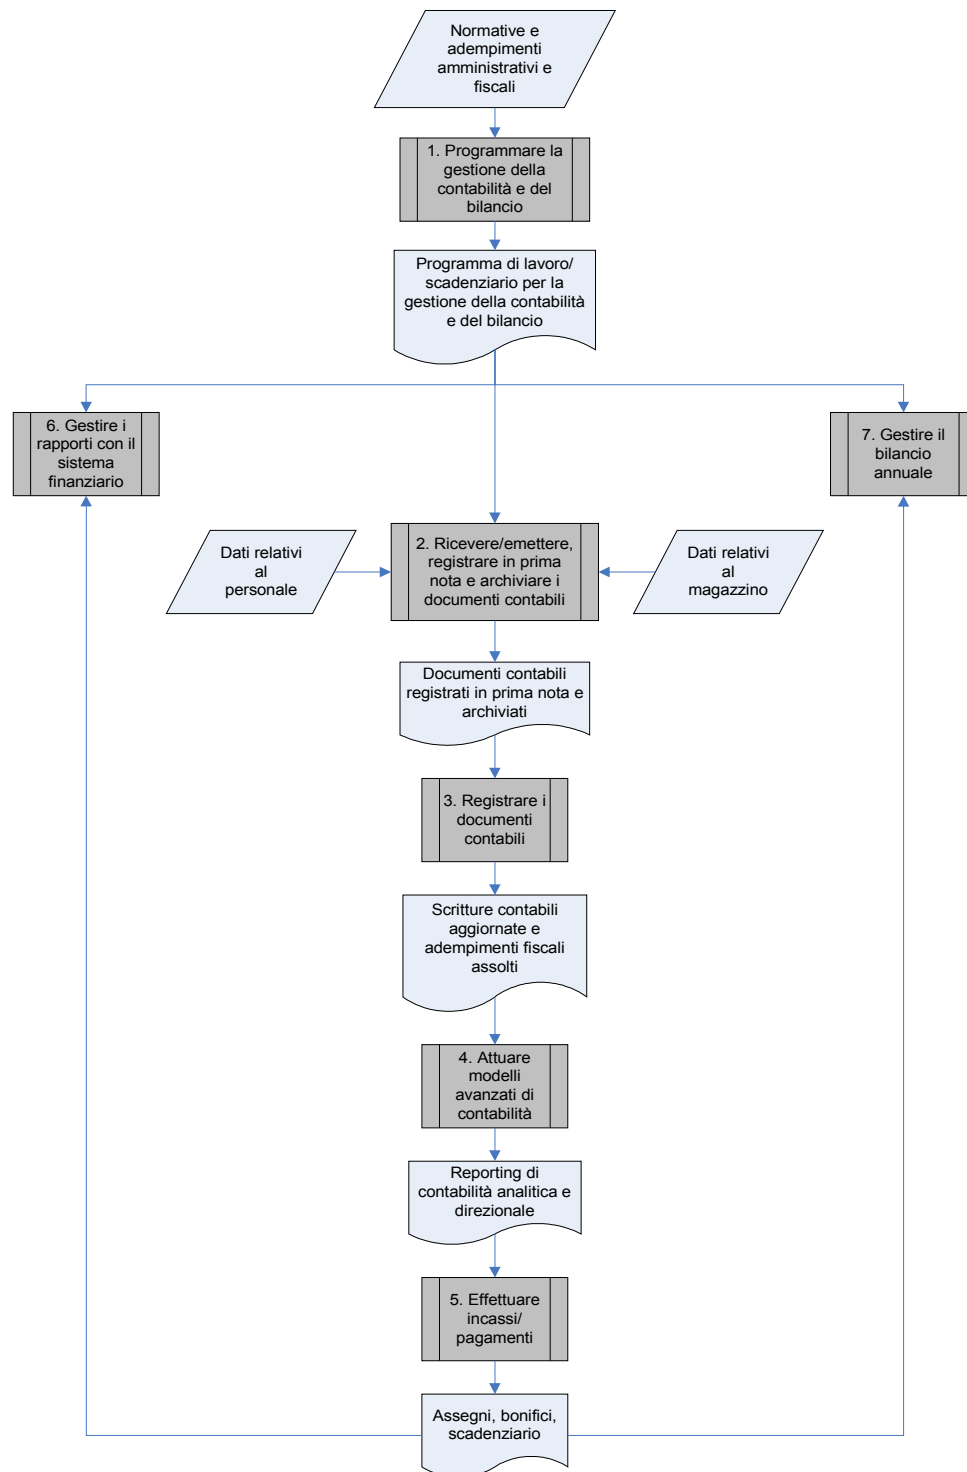 Normative e
adempimenti
amministrativi e
fiscali
1. Programmare la
gestione della
contabilità e del
bilancio
Programma di lavoro/
scadenziario per la
gestione della contabilità
e del bilancio
6. Gestire i
rapporti con il
sistema
finanziario
7. Gestire il
bilancio
annuale
Dati relativi
al
personale
2. Ricevere/emettere,
registrare in prima
nota e archiviare i
documenti contabili
Dati relativi
al
magazzino
Documenti contabili
registrati in prima nota e
archiviati
3. Registrare i
documenti
contabili
Scritture contabili
aggiornate e
adempimenti fiscali
assolti
4. Attuare
modelli
avanzati di
contabilità
Reporting di
contabilità analitica e
direzionale
5. Effettuare
incassi/
pagamenti
Assegni, bonifici,
scadenziario